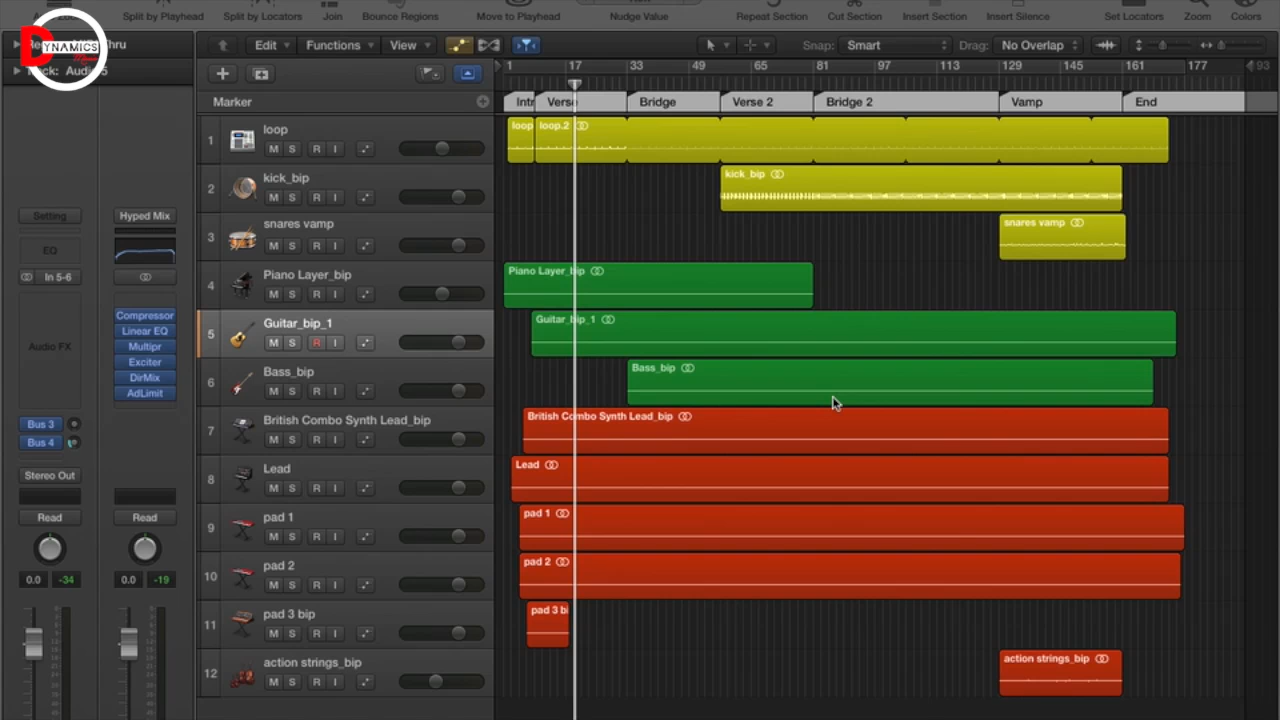 Split by Playhead Split by Locators Join Bounce Regions Move to Playhead Nudge Value Repeat Section Cut Section Insert Section Insert Silence Set Locators Zoom Colors
DYNAMICS
Edit Functions View Snap: Smart Drag: No Overlap
1 17 33 49 65 81 97 113 129 145 161 177 93
Marker Intr Verse Bridge Verse 2 Bridge 2 Vamp End
1 loop M S R I
loop loop.2
2 kick_bip M S R I
kick_bip
3 snares vamp M S R I
snares vamp
4 Piano Layer_bip M S R I
Piano Layer_bip
5 Guitar_bip_1 M S R I
Guitar_bip_1
6 Bass_bip M S R I
Bass_bip
7 British Combo Synth Lead_bip M S R I
British Combo Synth Lead_bip
8 Lead M S R I
Lead
9 pad 1 M S R I
pad 1
10 pad 2 M S R I
pad 2
11 pad 3 bip M S R I
pad 3 bi
12 action strings_bip M S R I
action strings_bip
Setting Hyped Mix
EQ
In 5-6
Audio FX
Compressor
Linear EQ
Multipr
Exciter
DirMix
AdLimit
Bus 3
Bus 4
Stereo Out
Read Read
0.0 -34 0.0 -19